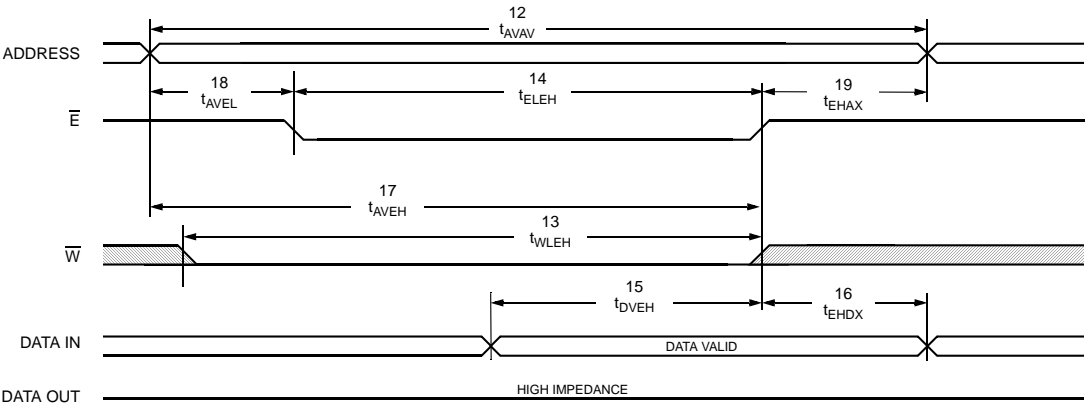 12
tAVAV
ADDRESS
18
tAVEL
14
tELEH
19
tEHAX
E
17
tAVEH
13
tWLEH
W
15
tDVEH
16
tEHDX
DATA IN
DATA VALID
DATA OUT
HIGH IMPEDANCE